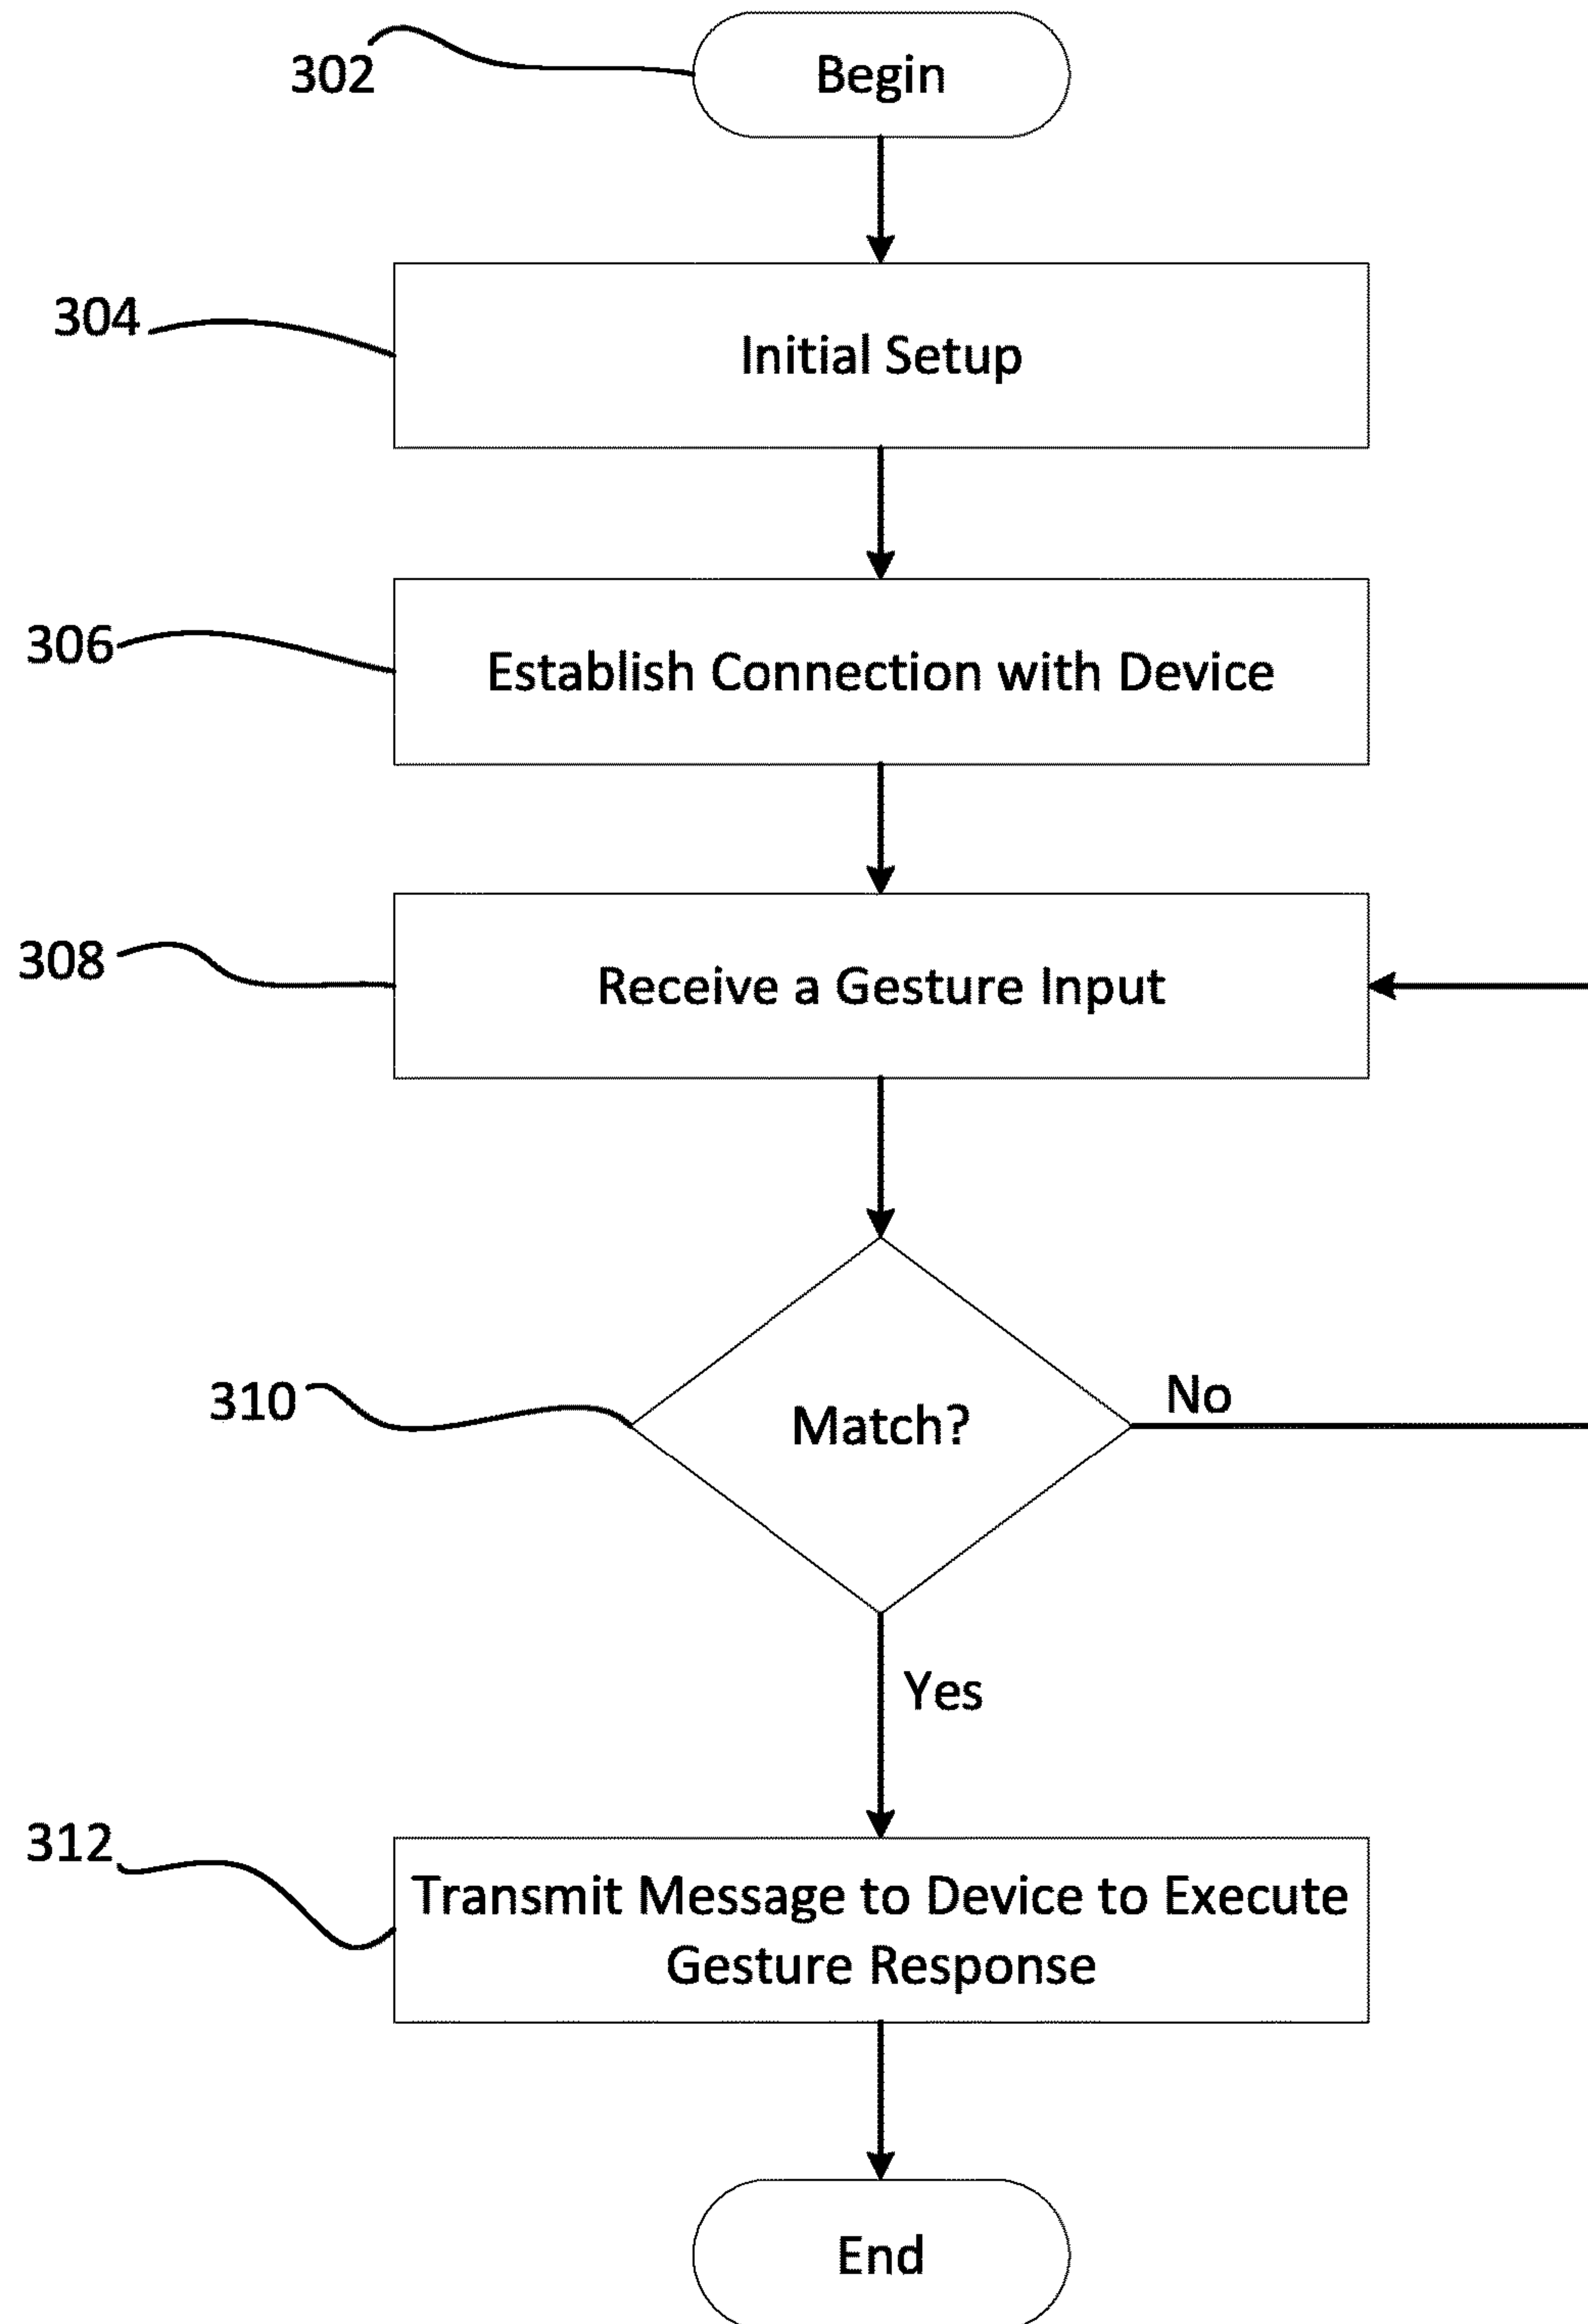 302
Begin
304
Initial Setup
306
Establish Connection with Device
308
Receive a Gesture Input
310
Match?
No
Yes
312
Transmit Message to Device to Execute
Gesture Response
End